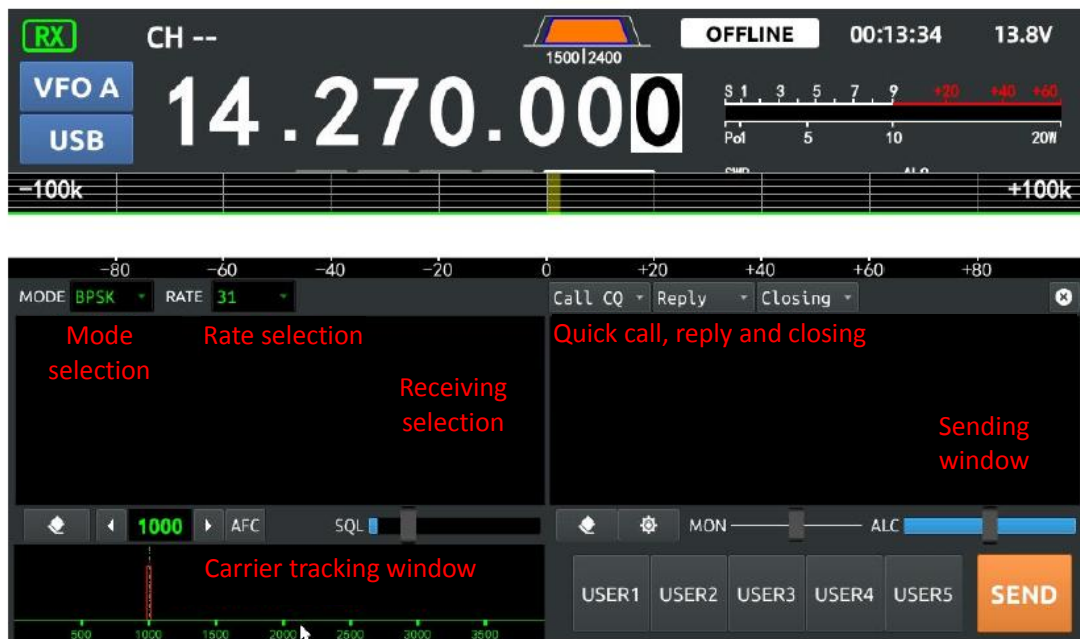 RX CH -- OFFLINE 00:13:34 13.8V
1500 2400
VFO A
14.270.000
USB
S 1 3 5 7 9 +20 +40 +60
Po1 5 10 20W
SWR ALC
-100k +100k
-80 -60 -40 -20 0 +20 +40 +60 +80
MODE BPSK RATE 31 Call CQ Reply Closing
Mode selection
Rate selection
Quick call, reply and closing
Receiving selection
Sending window
1000 AFC SQL MON ALC
Carrier tracking window
500 1000 1500 2000 2500 3000 3500
USER1 USER2 USER3 USER4 USER5 SEND